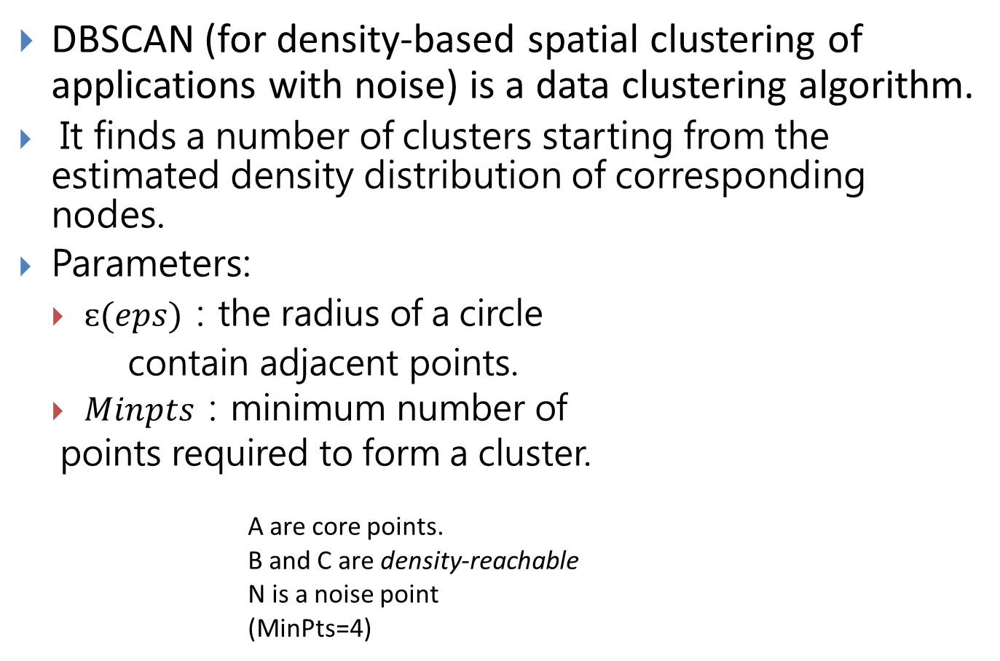 DBSCAN (for density-based spatial clustering of
applications with noise) is a data clustering algorithm.
It finds a number of clusters starting from the
estimated density distribution of corresponding
nodes.
Parameters:
ε(eps) : the radius of a circle
contain adjacent points.
Minpts : minimum number of
points required to form a cluster.
A are core points.
B and C are density-reachable
N is a noise point
(MinPts=4)